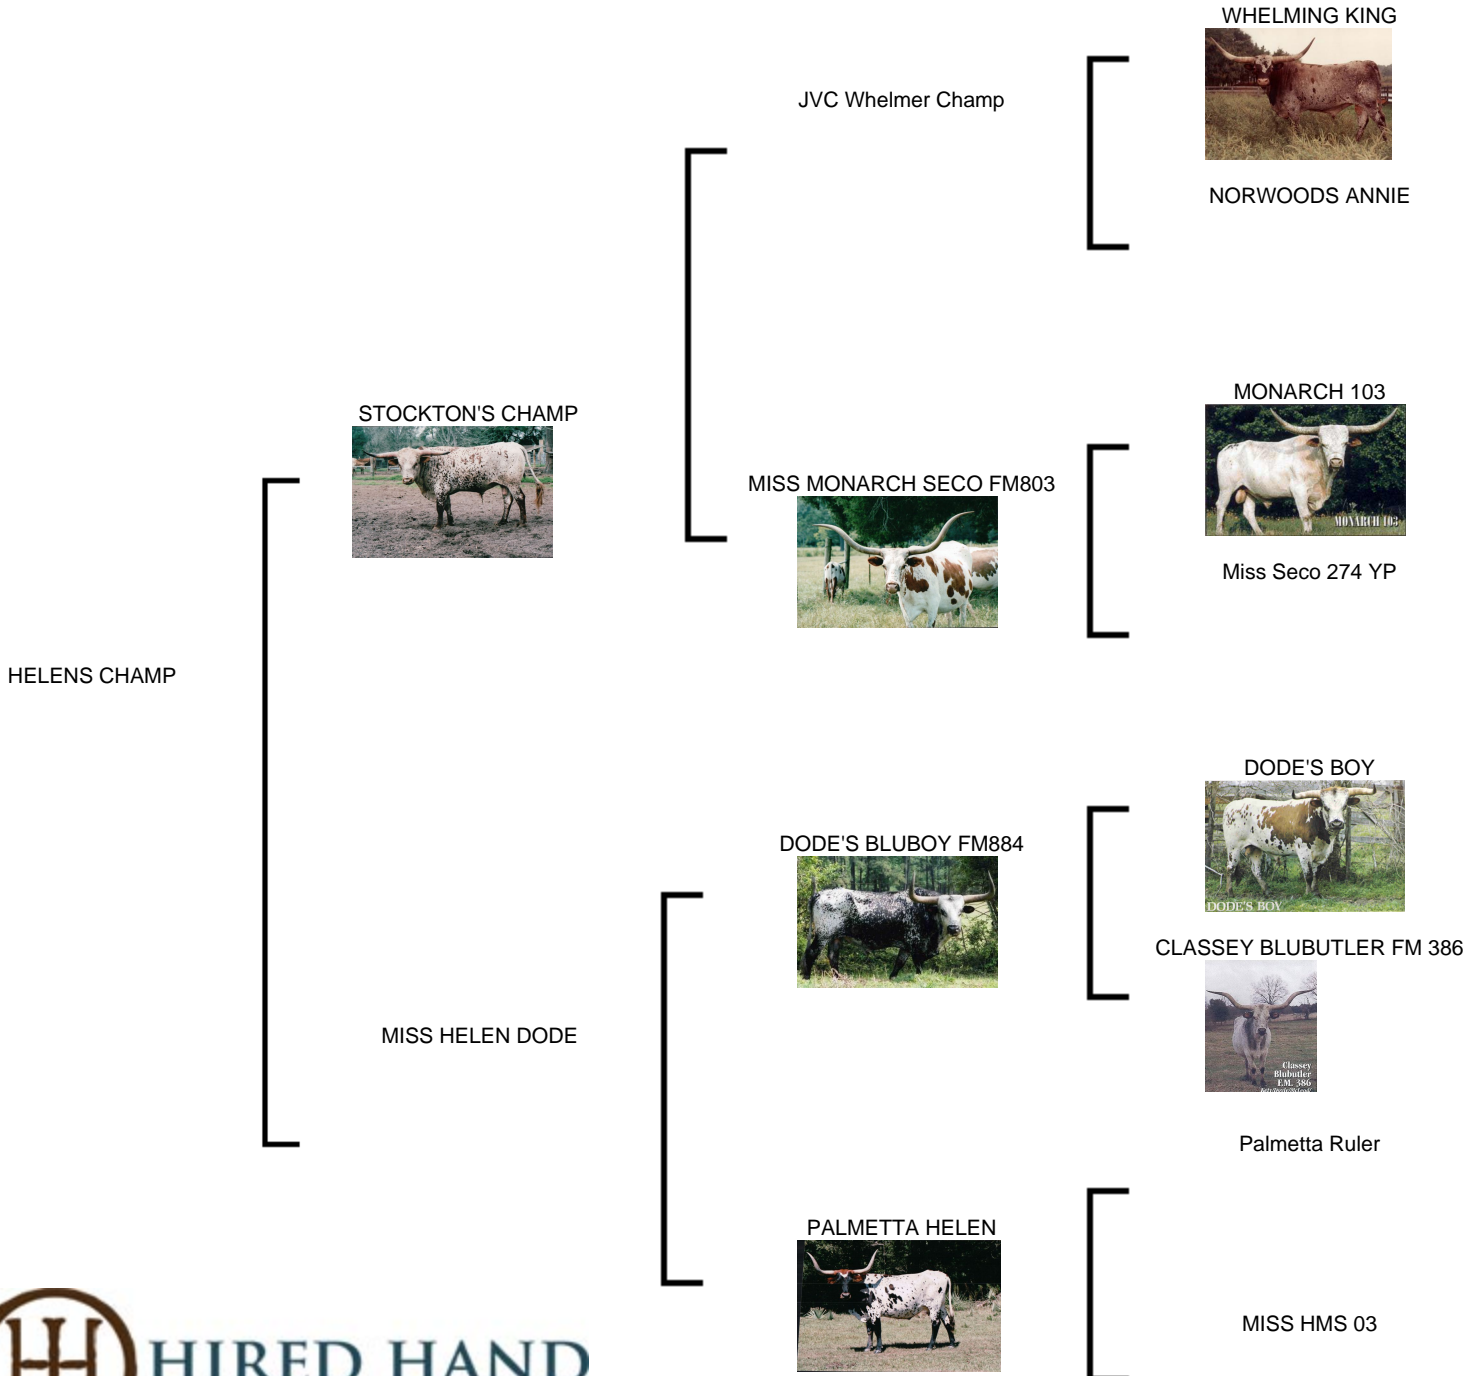 WHELMING KING
JVC Whelmer Champ
NORWOODS ANNIE
STOCKTON'S CHAMP
MONARCH 103
MISS MONARCH SECO FM803
MONARCH 103
Miss Seco 274 YP
HELENS CHAMP
DODE'S BOY
DODE'S BLUBOY FM884
DODE'S BOY
CLASSEY BLUBUTLER FM 386
MISS HELEN DODE
Classey
Blubutler
F.M. 386
Palmetta Ruler
PALMETTA HELEN
MISS HMS 03
HH HIRED HAND